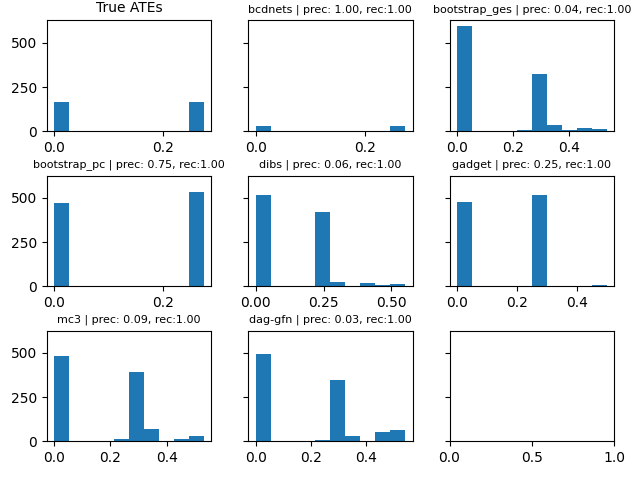 True ATEs
bcdnets | prec: 1.00, rec:1.00
bootstrap_ges | prec: 0.04, rec:1.00
500
250
0
0.0 0.2
0.0 0.2
0.0 0.2 0.4
bootstrap_pc | prec: 0.75, rec:1.00
dibs | prec: 0.06, rec:1.00
gadget | prec: 0.25, rec:1.00
500
250
0
0.0 0.2
0.00 0.25 0.50
0.0 0.2 0.4
mc3 | prec: 0.09, rec:1.00
dag-gfn | prec: 0.03, rec:1.00
500
250
0
0.0 0.2 0.4
0.0 0.2 0.4
0.0 0.5 1.0